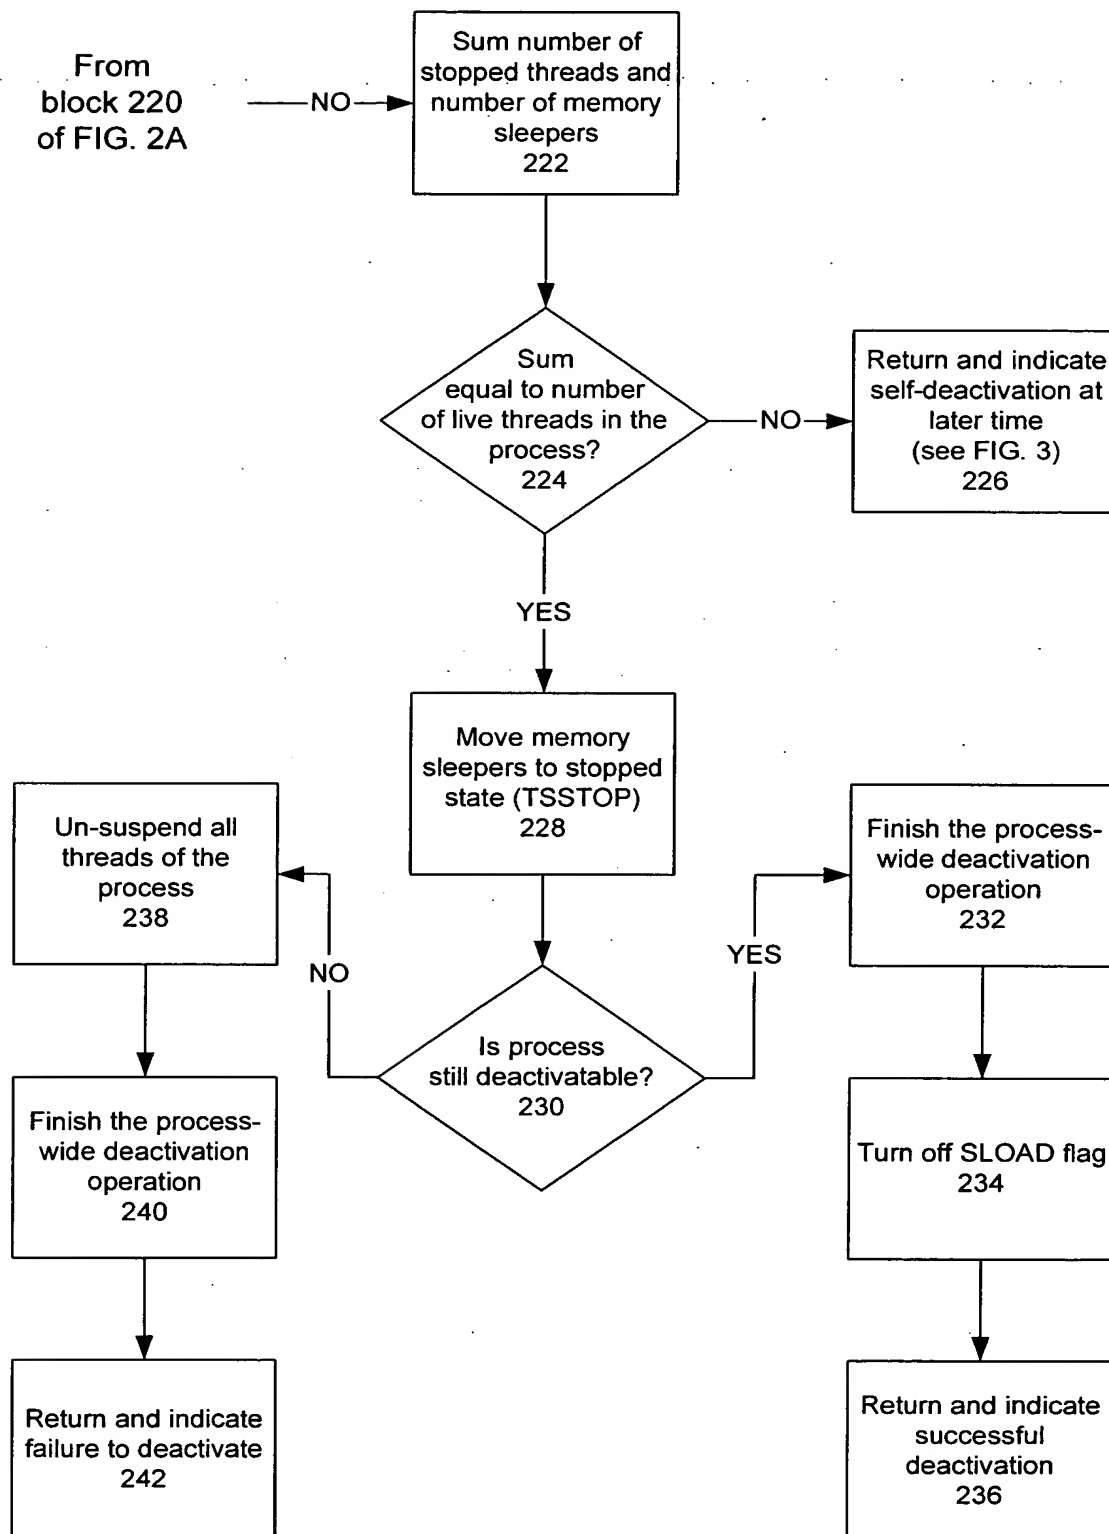 From
block 220
of FIG. 2A
NO
Sum number of
stopped threads and
number of memory
sleepers
222
Sum
equal to number
of live threads in the
process?
224
NO
Return and indicate
self-deactivation at
later time
(see FIG. 3)
226
YES
Move memory
sleepers to stopped
state (TSSTOP)
228
Un-suspend all
threads of the
process
238
Finish the process-
wide deactivation
operation
232
NO
YES
Is process
still deactivatable?
230
Finish the process-
wide deactivation
operation
240
Turn off SLOAD flag
234
Return and indicate
failure to deactivate
242
Return and indicate
successful
deactivation
236